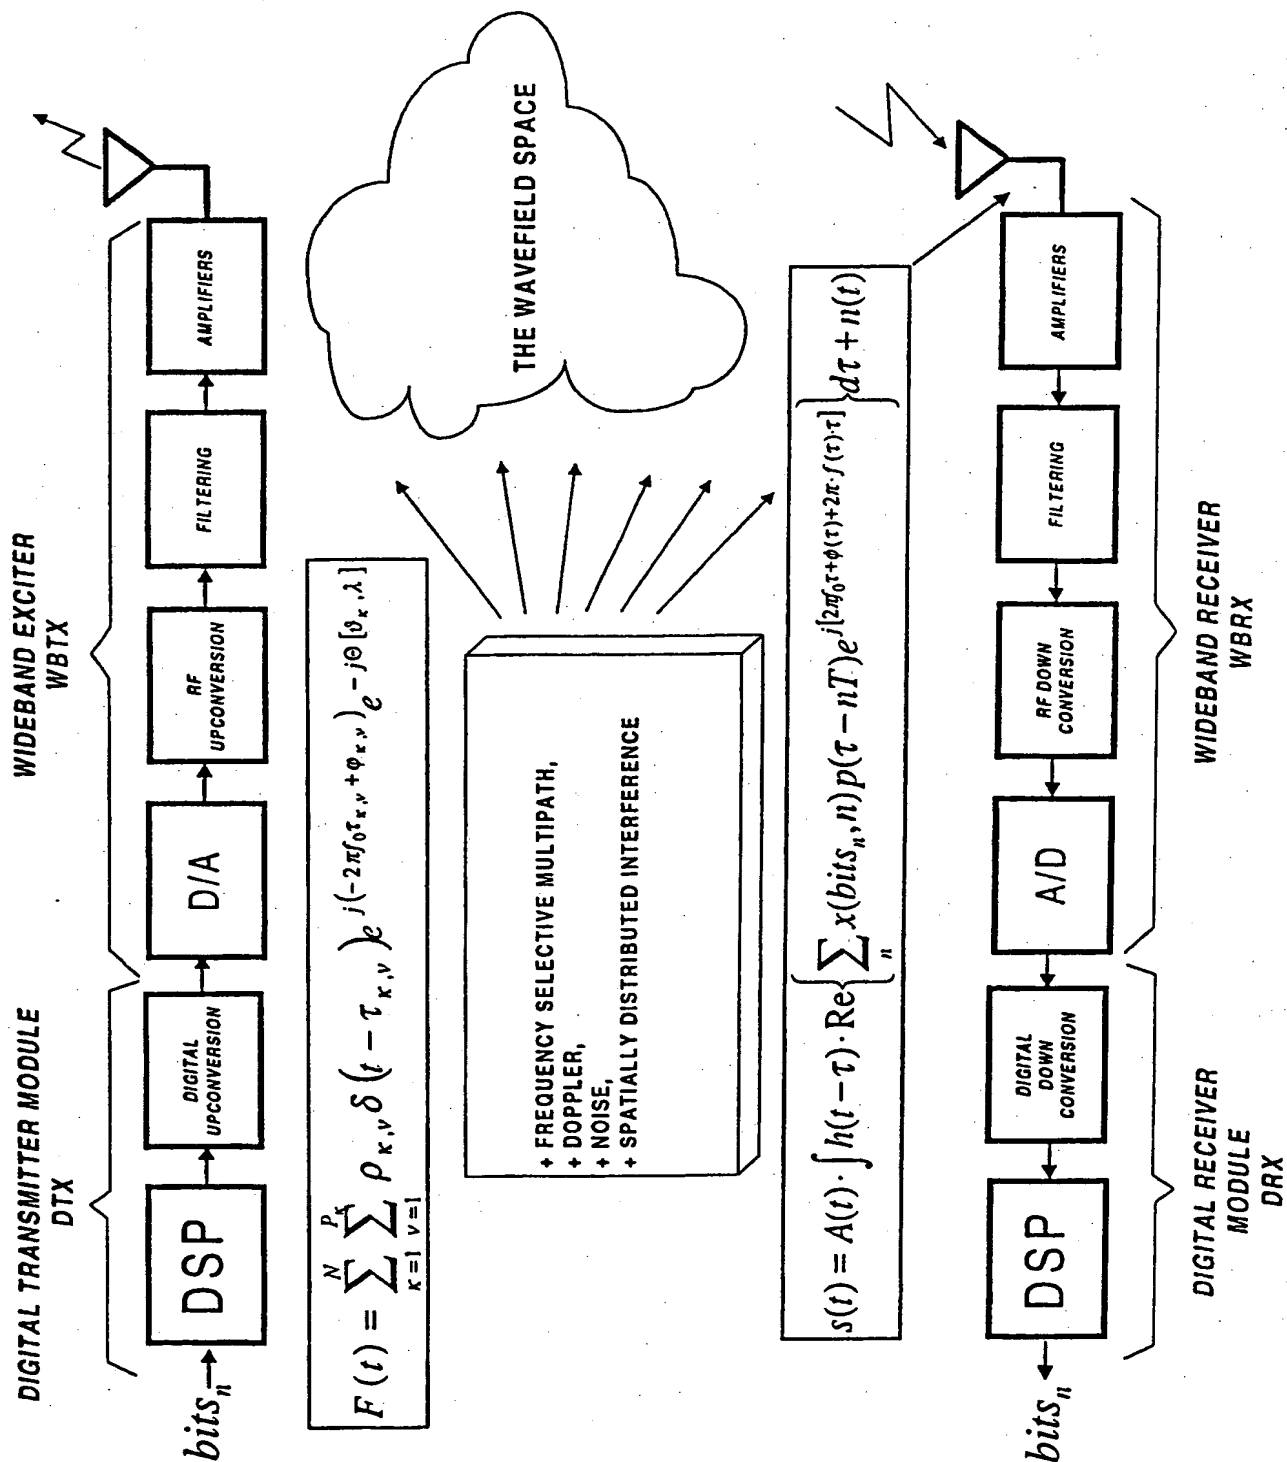 DIGITAL TRANSMITTER MODULE
DTX
WIDEBAND EXCITER
WBTX
bits_n
DSP
DIGITAL
UPCONVERSION
D/A
RF
UPCONVERSION
FILTERING
AMPLIFIERS
F(t) = \sum_{κ=1}^{N} \sum_{ν=1}^{P_κ} ρ_{κ,ν} δ(t − τ_{κ,ν}) e^{j(−2πf_0τ_{κ,ν} + φ_{κ,ν})} e^{−jΘ[ϑ_κ,λ]}
+ FREQUENCY SELECTIVE MULTIPATH,
+ DOPPLER,
+ NOISE,
+ SPATIALLY DISTRIBUTED INTERFERENCE
THE WAVEFIELD SPACE
s(t) = A(t)· ∫ h(t − τ)· Re{ \sum_n x(bits_n, n) p(τ − nT) e^{j[2πf_0τ + ϕ(τ) + 2π·f(τ)·τ]} } dτ + n(t)
bits_n
DSP
DIGITAL
DOWN
CONVERSION
A/D
RF DOWN
CONVERSION
FILTERING
AMPLIFIERS
DIGITAL RECEIVER
MODULE
DRX
WIDEBAND RECEIVER
WBRX